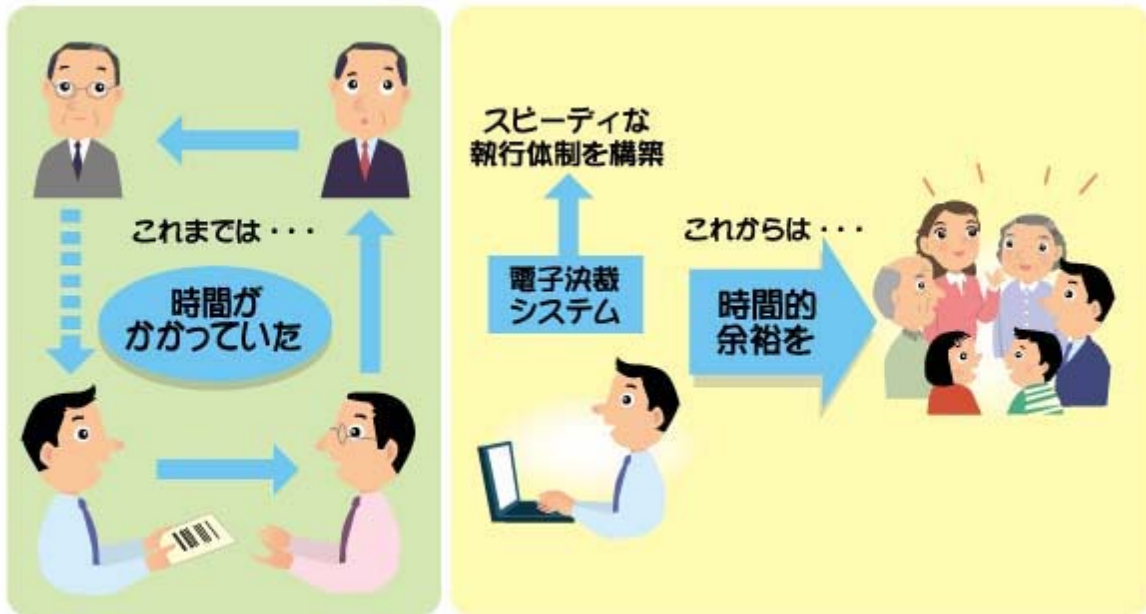 これまでは・・・
時間が
かかっていた
スピーディな
執行体制を構築
電子決裁
システム
これからは・・・
時間的
余裕を